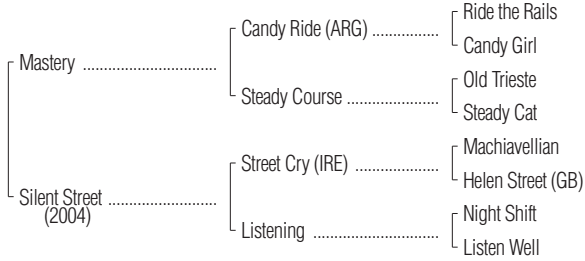 Ride the Rails
Candy Ride (ARG) ................
Candy Girl
Mastery ................................
Old Trieste
Steady Course ......................
Steady Cat
Machiavellian
Street Cry (IRE) ....................
Helen Street (GB)
Silent Street ..........................
(2004)
Night Shift
Listening ..............................
Listen Well